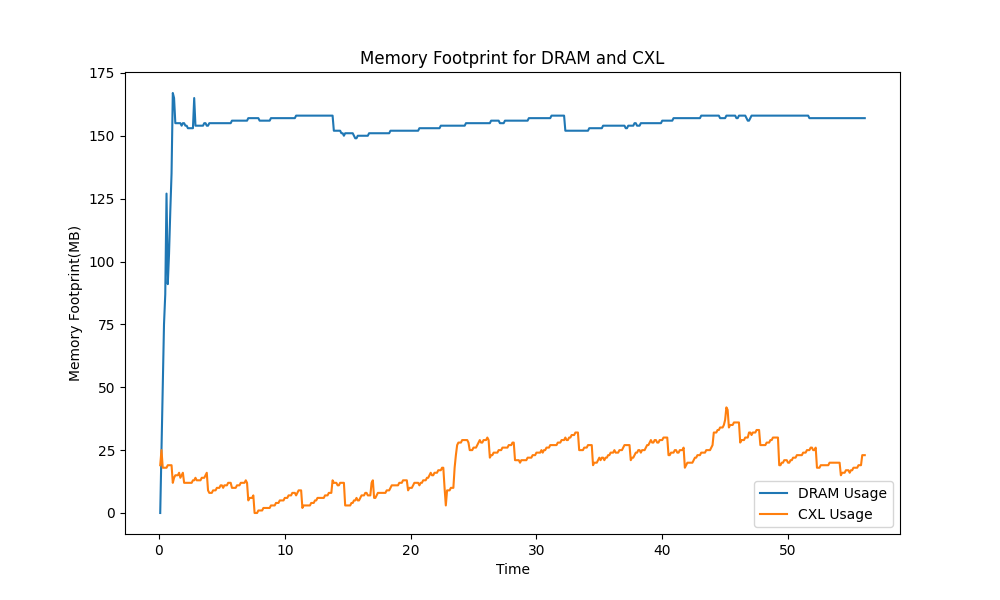 Memory Footprint for DRAM and CXL
Memory Footprint(MB)
175
150
125
100
75
50
25
0
0 10 20 30 40 50
Time
DRAM Usage
CXL Usage